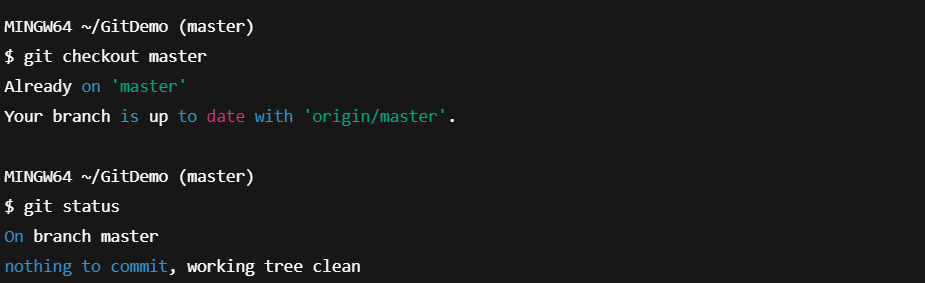 MINGW64 ~/GitDemo (master)
$ git checkout master
Already on 'master'
Your branch is up to date with 'origin/master'.
MINGW64 ~/GitDemo (master)
$ git status
On branch master
nothing to commit, working tree clean